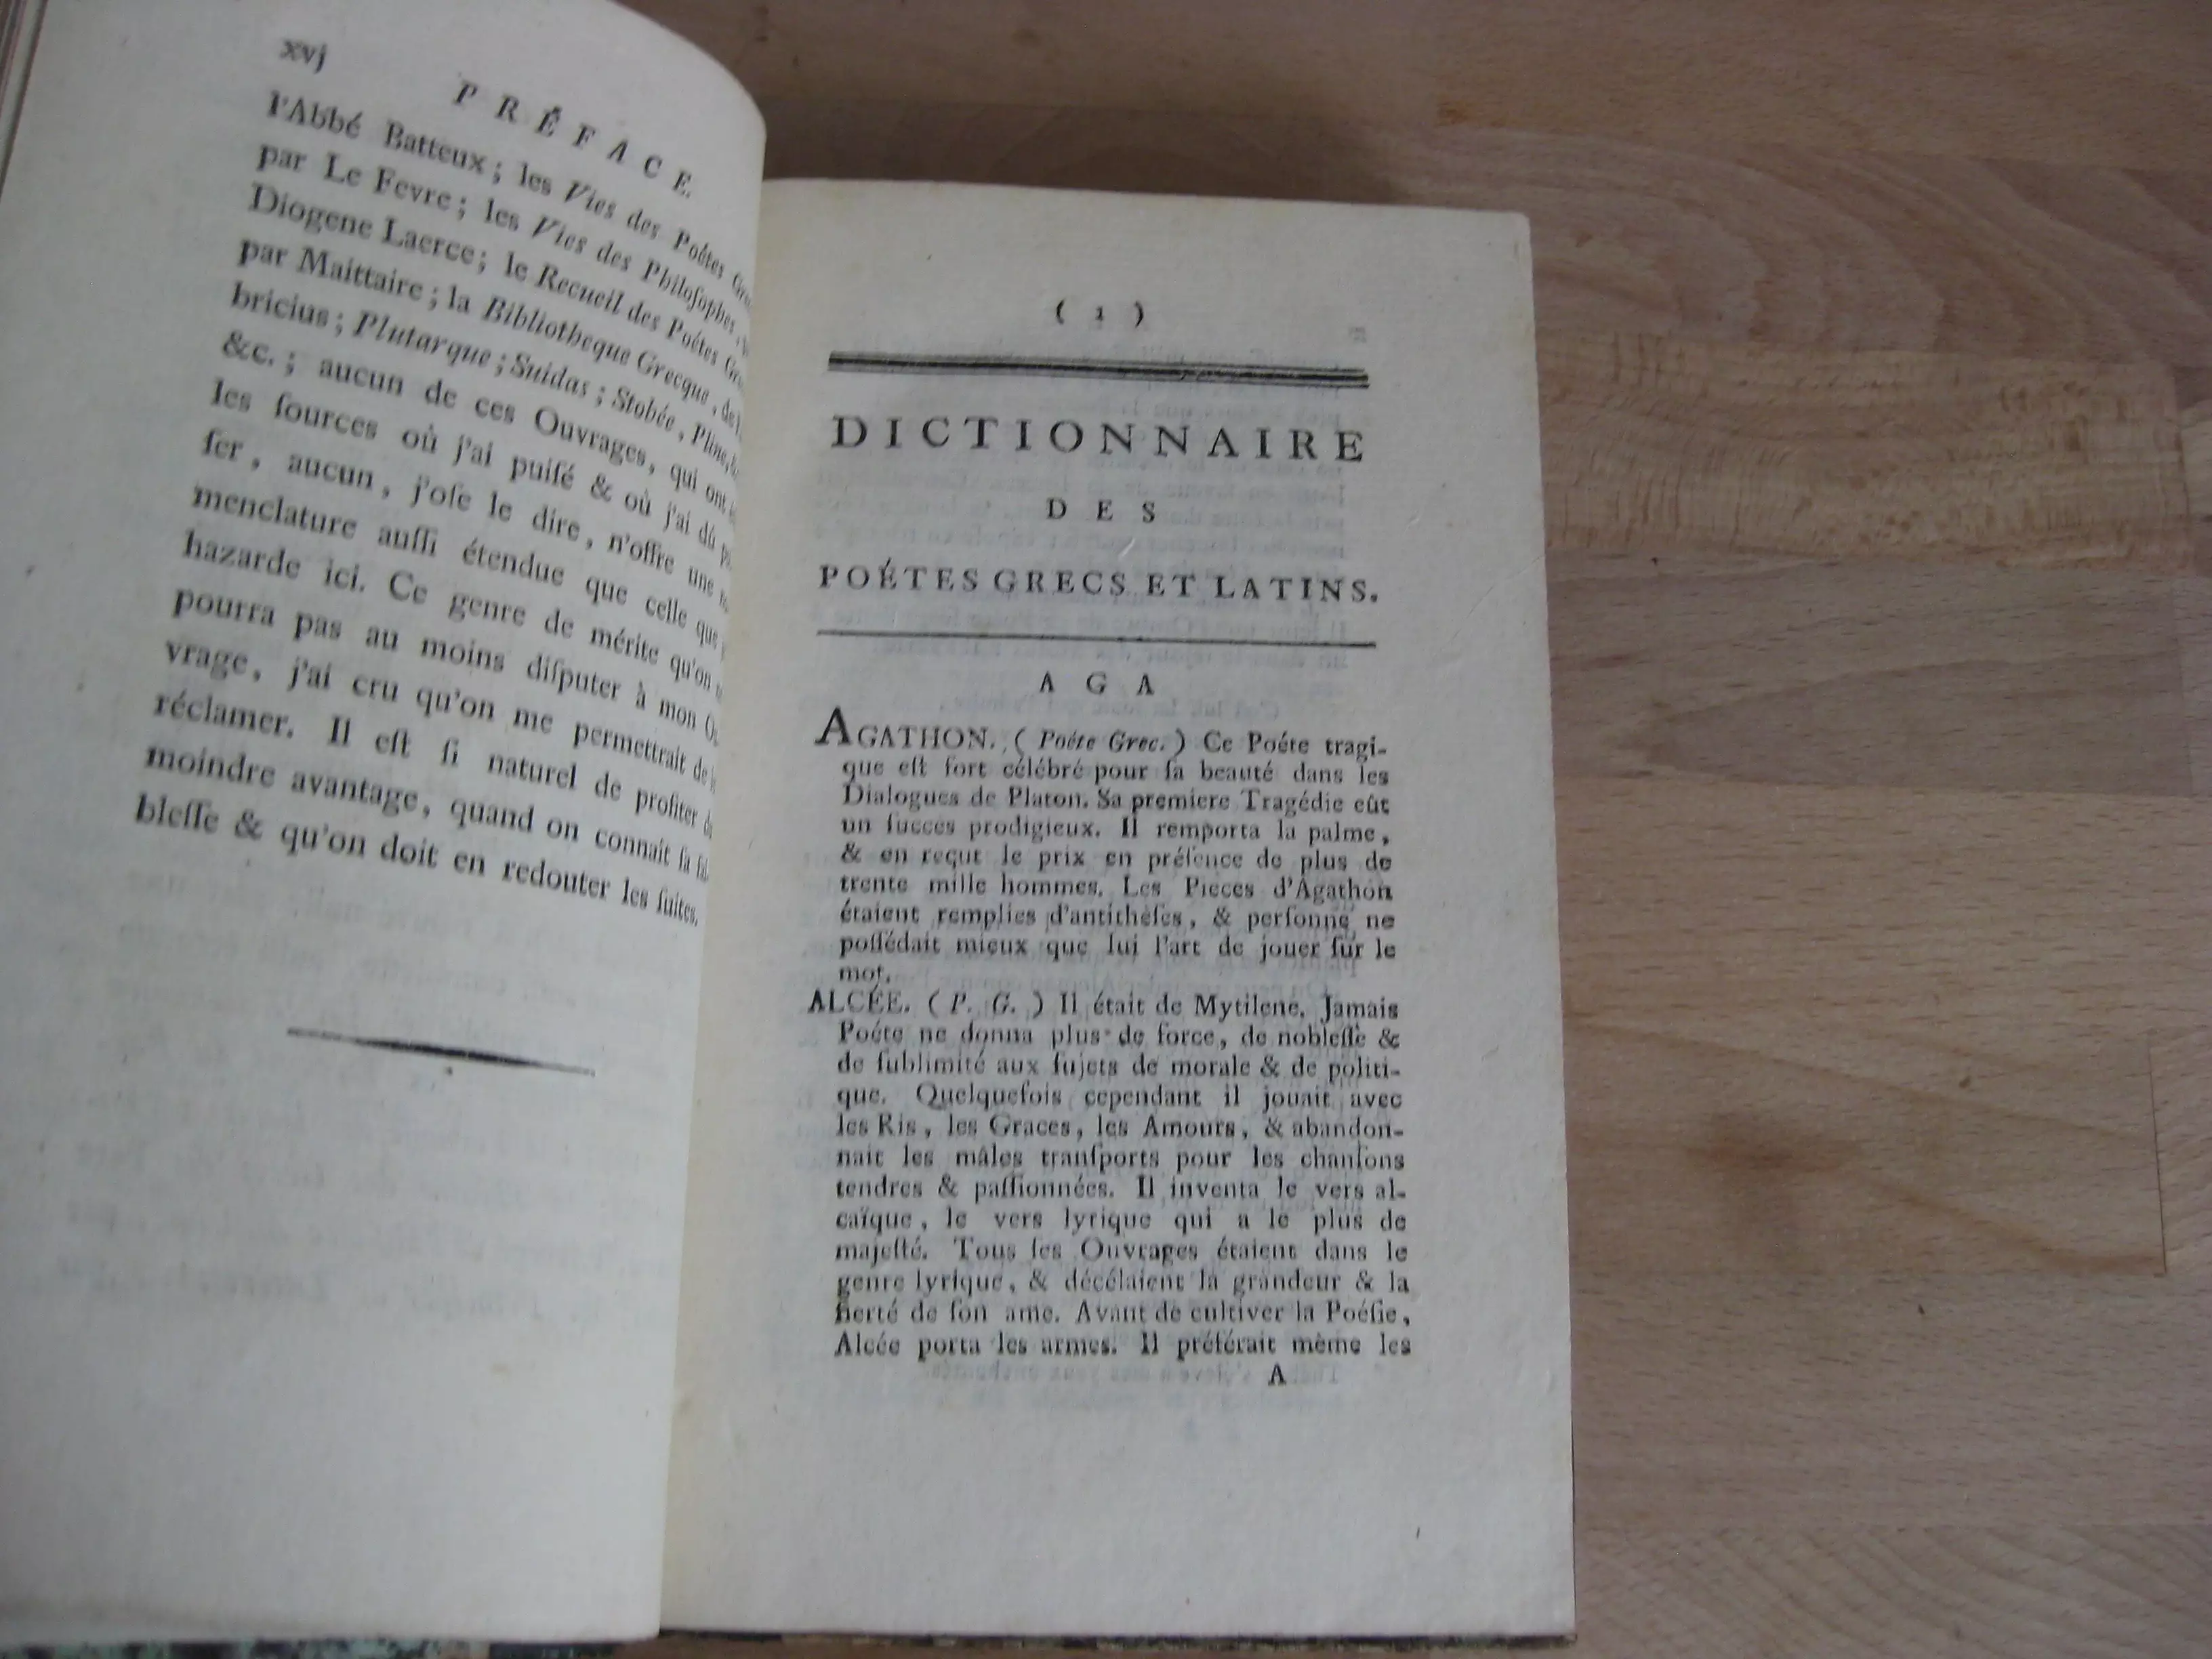 xvj
PRÉFACE.
l'Abbé Batteux; les Vies des Poëtes
par Le Fevre; les Vies des Philoſophes,
Diogene Laerce; le Recueil des Poëtes
par Maittaire; la Bibliotheque Grecque, de
bricius; Plutarque; Suidas; Stobée, Pline,
&c.; aucun de ces Ouvrages, qui ont
les ſources où j'ai puiſé & où j'ai dû
ſer, aucun, j'oſe le dire, n'offre une
menclature auſſi étendue que celle que
hazarde ici. Ce genre de mérite qu'on
pourra pas au moins diſputer à mon
vrage, j'ai cru qu'on me permettrait de
réclamer. Il eſt ſi naturel de profiter
moindre avantage, quand on connaît ſa
bleſſe & qu'on doit en redouter les ſuites.
( 1 )
DICTIONNAIRE
DES
POÉTES GRECS ET LATINS.
AGA
AGATHON. ( Poéte Grec. ) Ce Poéte tragi-
que eſt fort célébré pour ſa beauté dans les
Dialogues de Platon. Sa premiere Tragédie eût
un ſucces prodigieux. Il remporta la palme,
& en reçut le prix en préſence de plus de
trente mille hommes. Les Pieces d'Agathon
étaient remplies d'antithéſes, & perſonne ne
poſſédait mieux que lui l'art de jouer ſur le
mot.
ALCÉE. ( P. G. ) Il était de Mytilene. Jamais
Poéte ne donna plus de force, de nobleſſe &
de ſublimité aux ſujets de morale & de politi-
que. Quelquefois cependant il jouait avec
les Ris, les Graces, les Amours, & abandon-
nait les mâles tranſports pour les chanſons
tendres & paſſionnées. Il inventa le vers al-
caïque, le vers lyrique qui a le plus de
majeſté. Tous ſes Ouvrages étaient dans le
genre lyrique, & décélaient la grandeur & la
fierté de ſon ame. Avant de cultiver la Poéſie,
Alcée porta les armes. Il préférait même les
A